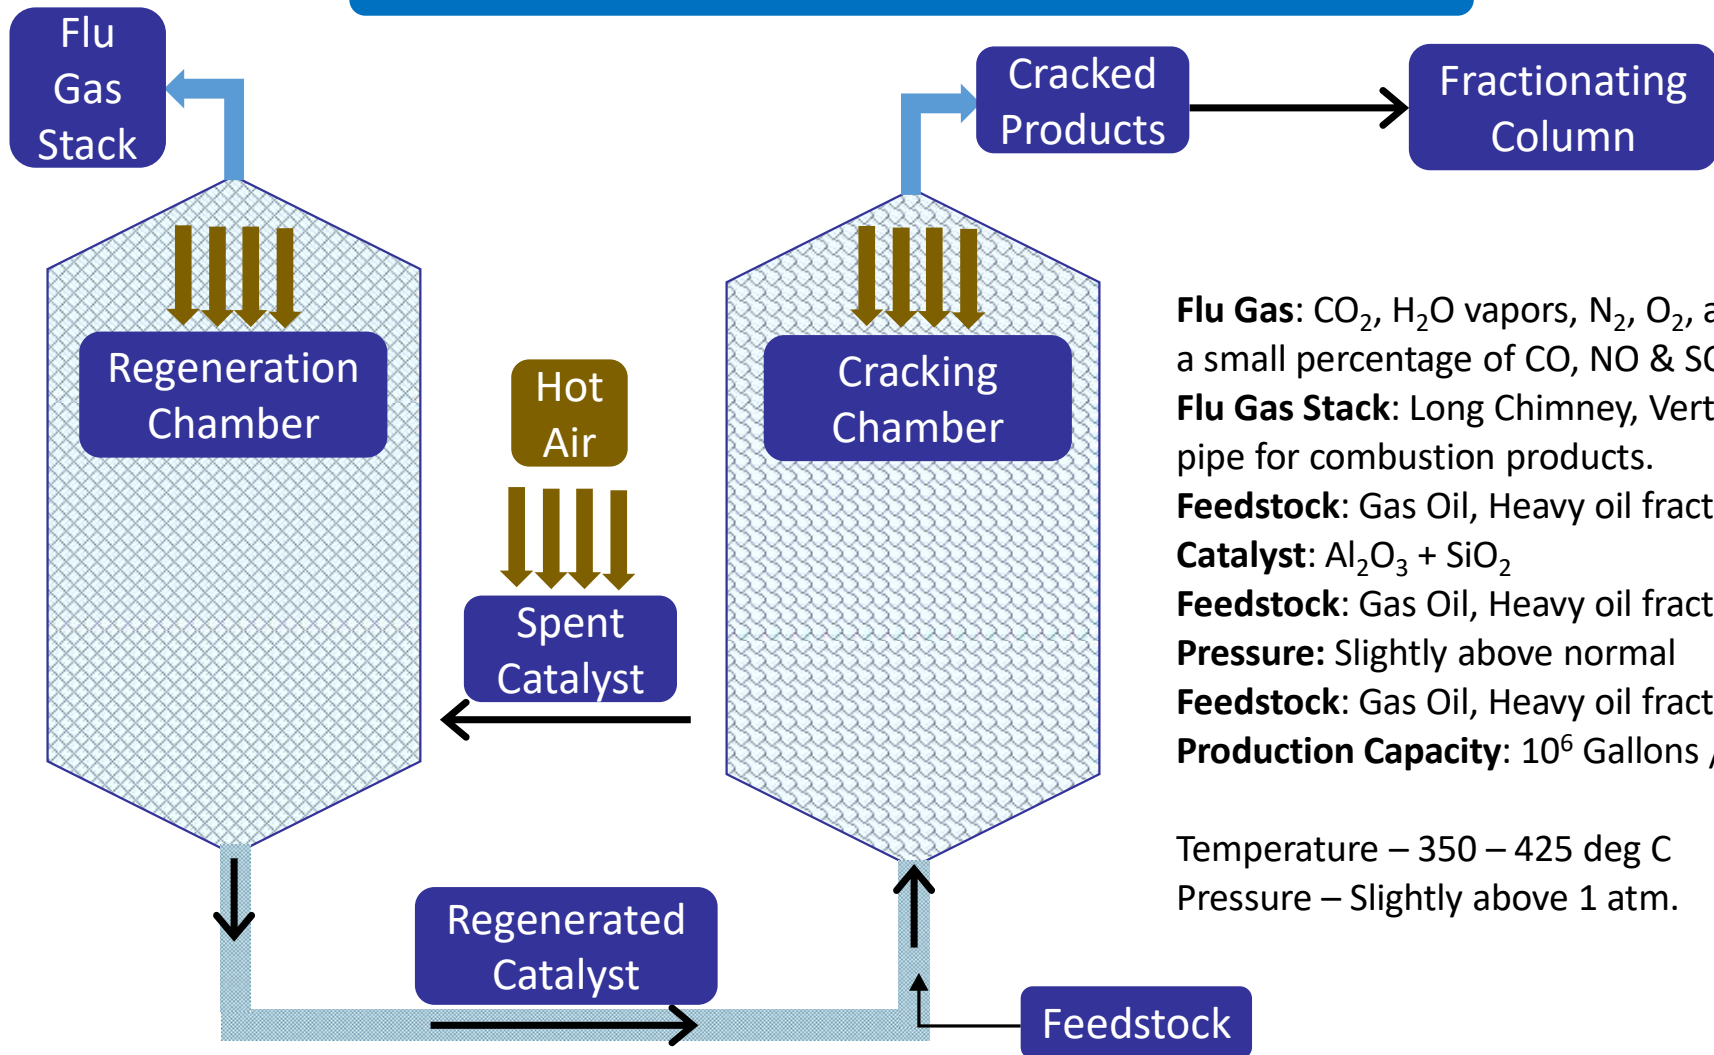 Flu
Gas
Stack
Cracked
Products
Fractionating
Column
Regeneration
Chamber
Hot
Air
Cracking
Chamber
Spent
Catalyst
Regenerated
Catalyst
Feedstock
Flu Gas: CO₂, H₂O vapors, N₂, O₂,
a small percentage of CO, NO &
Flu Gas Stack: Long Chimney,
pipe for combustion products.
Feedstock: Gas Oil, Heavy oil
Catalyst: Al₂O₃ + SiO₂
Feedstock: Gas Oil, Heavy oil
Pressure: Slightly above normal
Feedstock: Gas Oil, Heavy oil
Production Capacity: 10⁶ Gallons /
Temperature – 350 – 425 deg C
Pressure – Slightly above 1 atm.